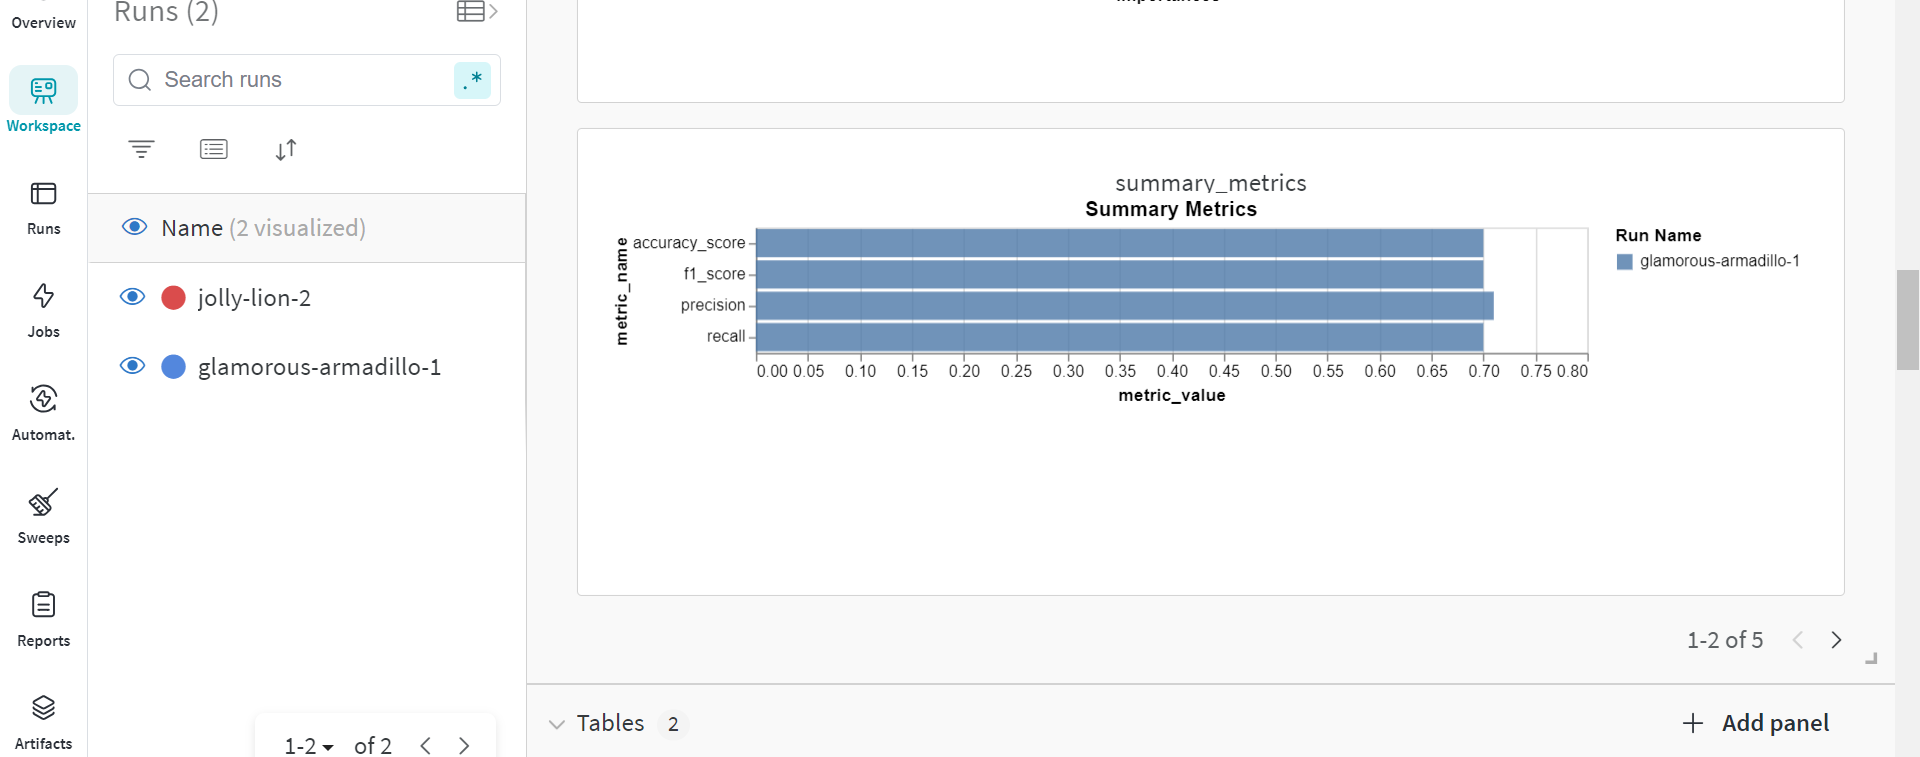 Overview
Workspace
Runs
Jobs
Automat.
Sweeps
Reports
Artifacts
Runs (2)
Search runs
.*
Name (2 visualized)
jolly-lion-2
glamorous-armadillo-1
1-2 of 2
summary_metrics
Summary Metrics
metric_name
accuracy_score
f1_score
precision
recall
0.00 0.05 0.10 0.15 0.20 0.25 0.30 0.35 0.40 0.45 0.50 0.55 0.60 0.65 0.70 0.75 0.80
metric_value
Run Name
glamorous-armadillo-1
1-2 of 5
Tables 2
Add panel